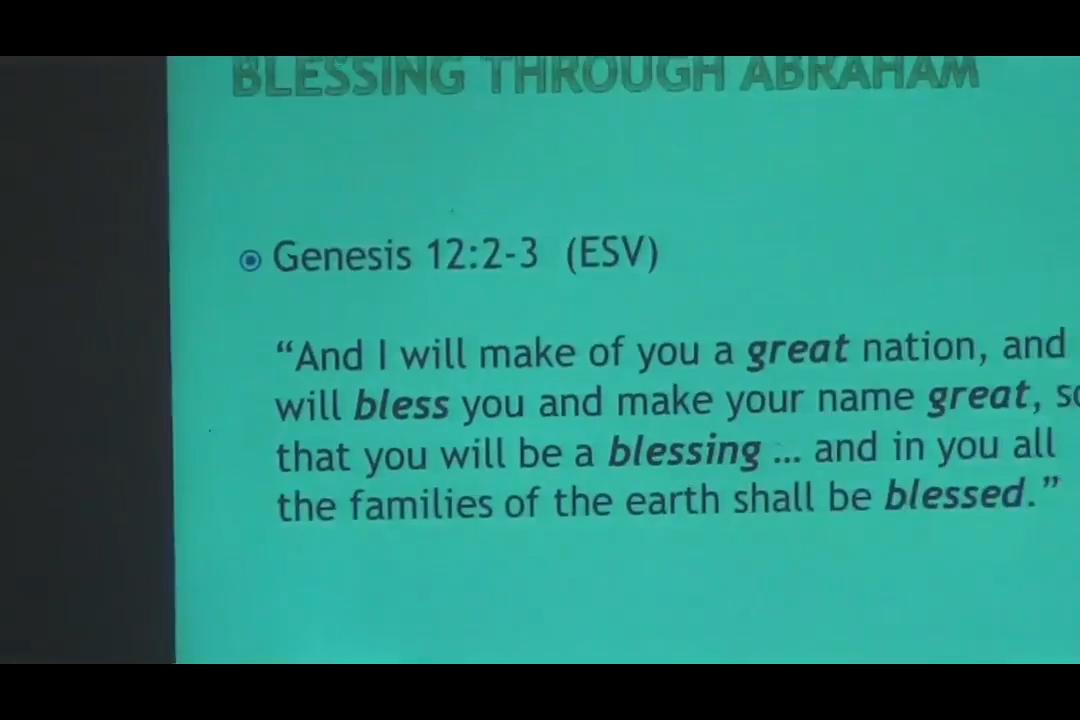 BLESSING THROUGH ABRAHAM
Genesis 12:2-3 (ESV)
“And I will make of you a great nation, and
will bless you and make your name great, so
that you will be a blessing ... and in you all
the families of the earth shall be blessed.”